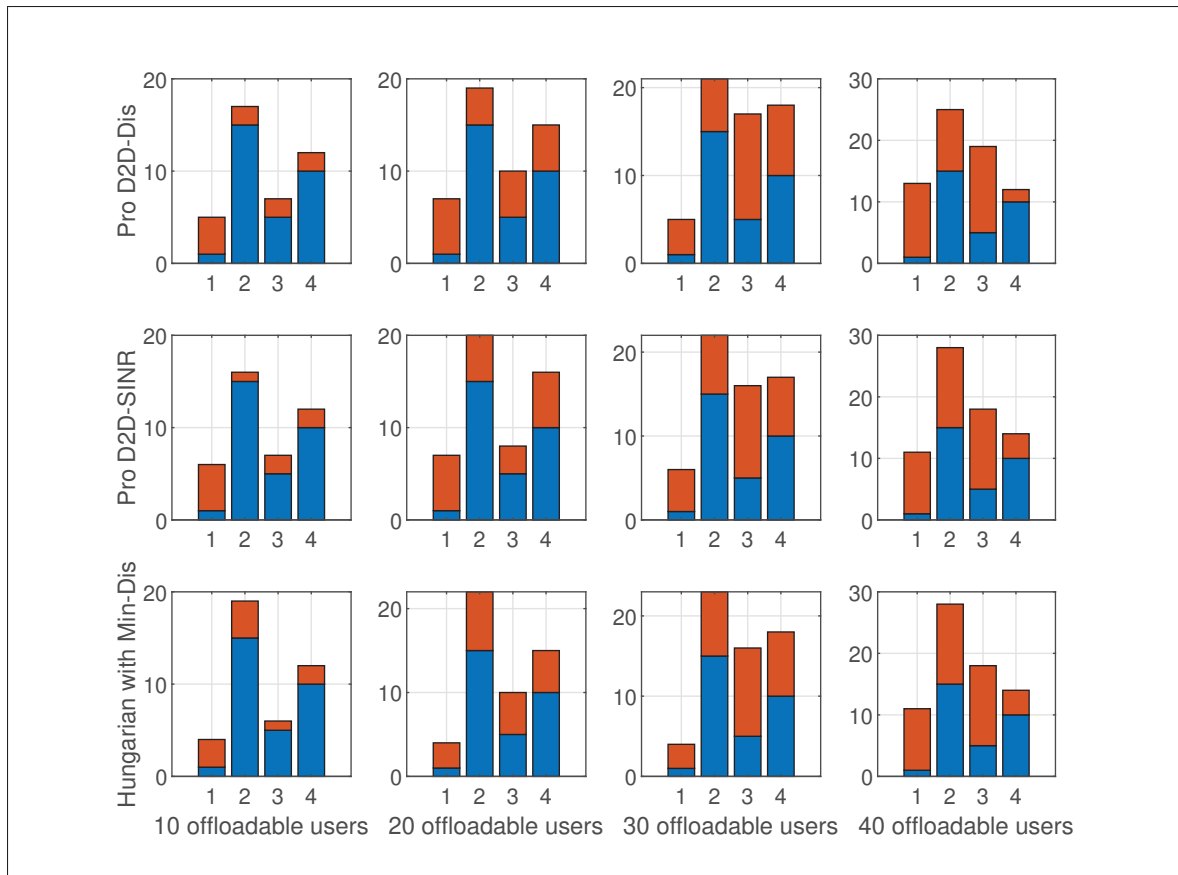 Pro D2D-Dis
20
10
0
1 2 3 4
20
10
0
1 2 3 4
20
10
0
1 2 3 4
30
20
10
0
1 2 3 4
Pro D2D-SINR
20
10
0
1 2 3 4
20
10
0
1 2 3 4
20
10
0
1 2 3 4
30
20
10
0
1 2 3 4
Hungarian with Min-Dis
20
10
0
1 2 3 4
10 offloadable users
20
10
0
1 2 3 4
20 offloadable users
20
10
0
1 2 3 4
30 offloadable users
30
20
10
0
1 2 3 4
40 offloadable users